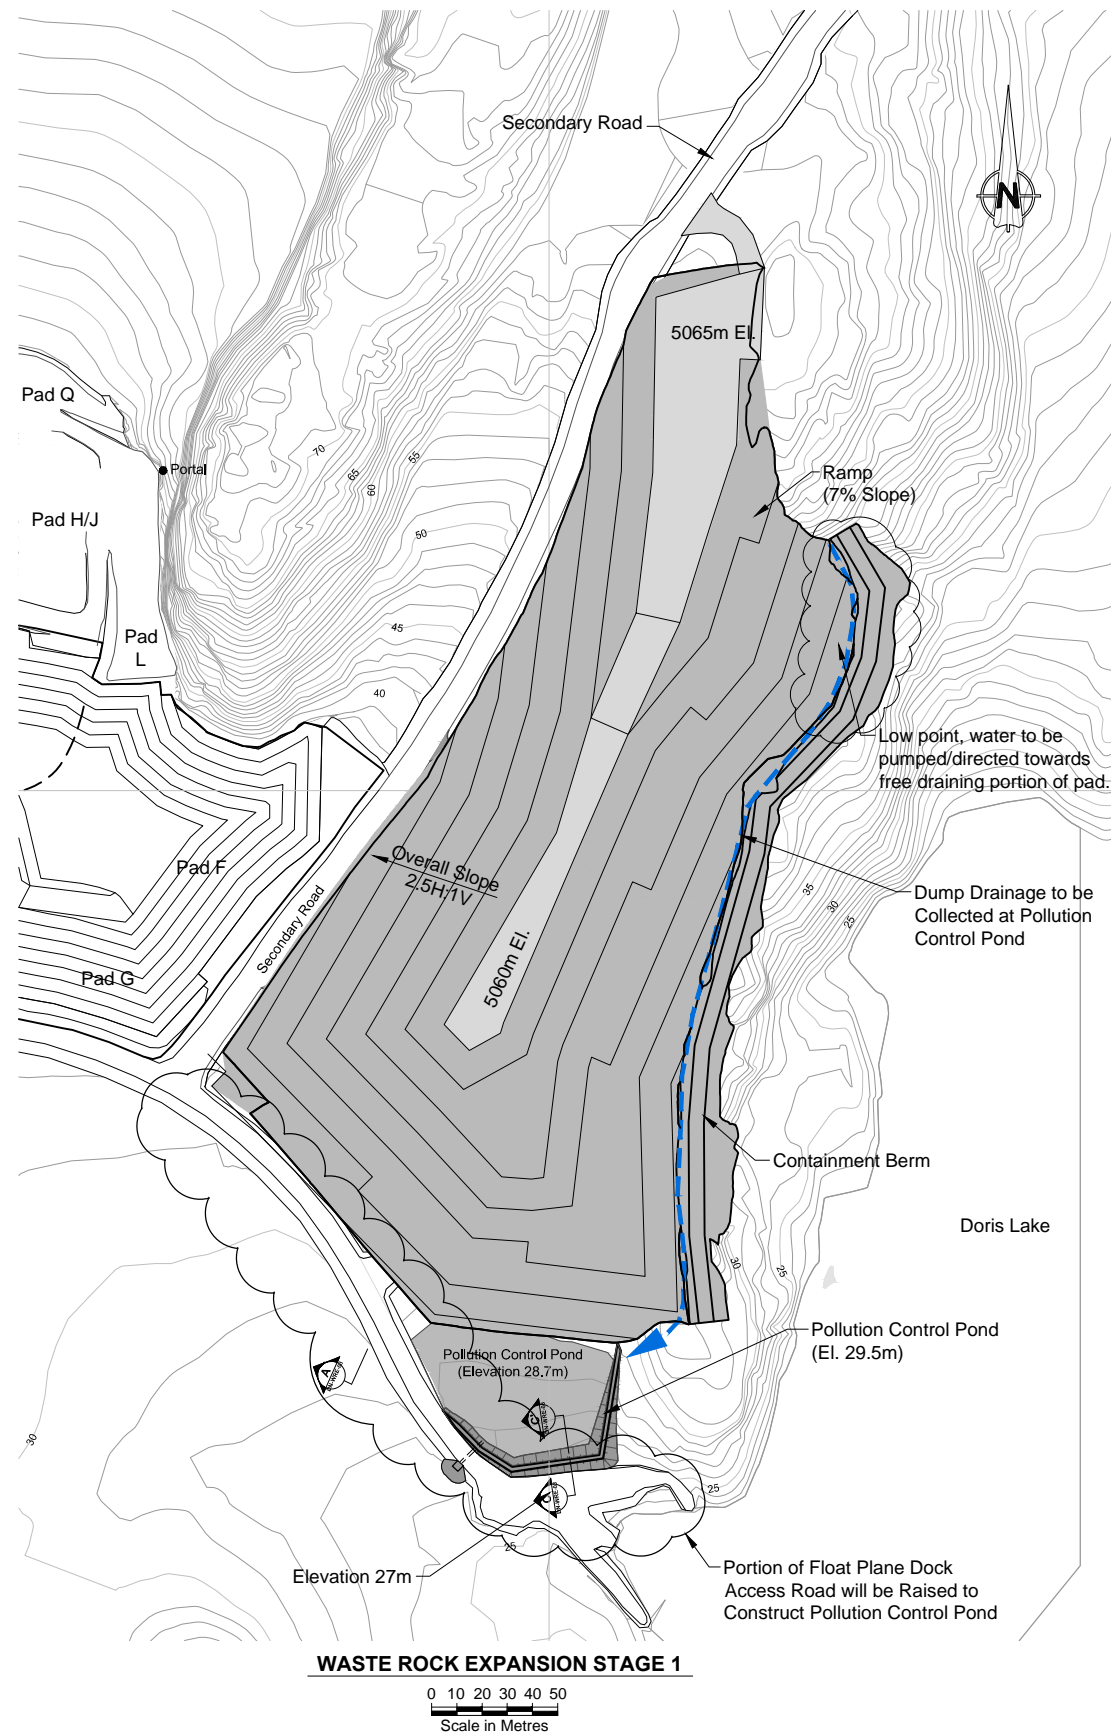 Secondary Road
N
5065m El.
Pad Q
Portal
70
65
60
55
Ramp
(7% Slope)
Pad H/J
50
45
Pad
L
40
Low point, water to be
pumped/directed towards
free draining portion of pad.
Overall Slope
2.5H:1V
Pad F
35
30
25
Dump Drainage to be
Collected at Pollution
Control Pond
Secondary Road
5060m El.
Pad G
Containment Berm
Doris Lake
30
25
Pollution Control Pond
(El. 29.5m)
Pollution Control Pond
(Elevation 28.7m)
A
C'
30
C
25
25
Elevation 27m
Portion of Float Plane Dock
Access Road will be Raised to
Construct Pollution Control Pond
WASTE ROCK EXPANSION STAGE 1
0 10 20 30 40 50
Scale in Metres